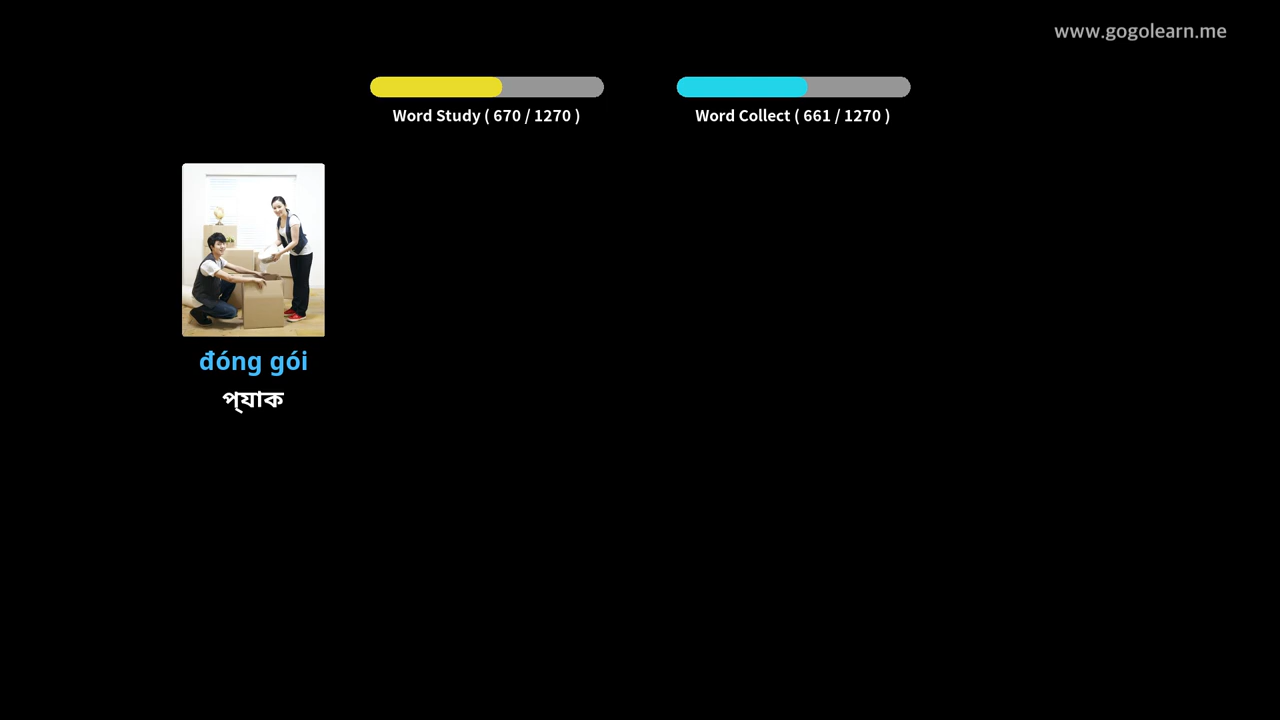 www.gogolearn.me
Word Study ( 670 / 1270 )
Word Collect ( 661 / 1270 )
đóng gói
প্যাক